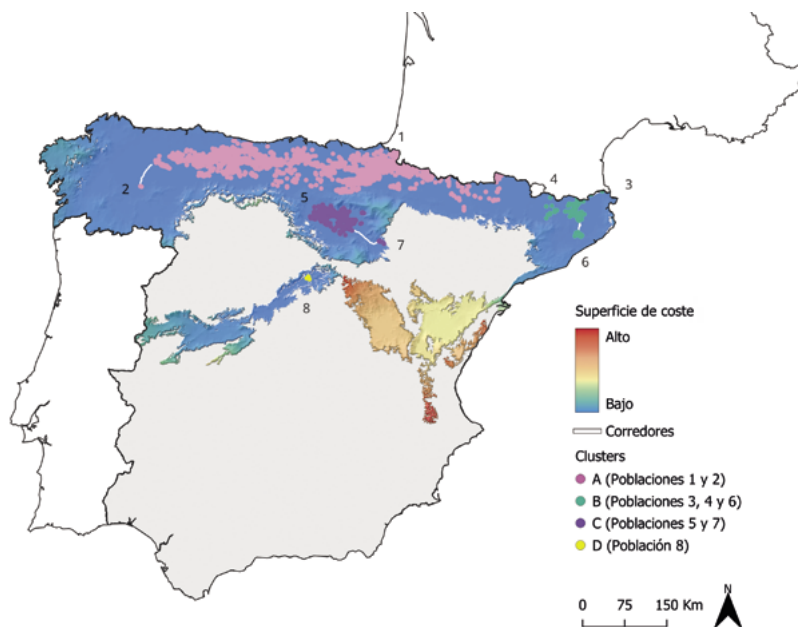 1
2
5
4
3
7
6
8
Superficie de coste
Alto
Bajo
Corredores
Clusters
A (Poblaciones 1 y 2)
B (Poblaciones 3, 4 y 6)
C (Poblaciones 5 y 7)
D (Población 8)
N
0 75 150 Km